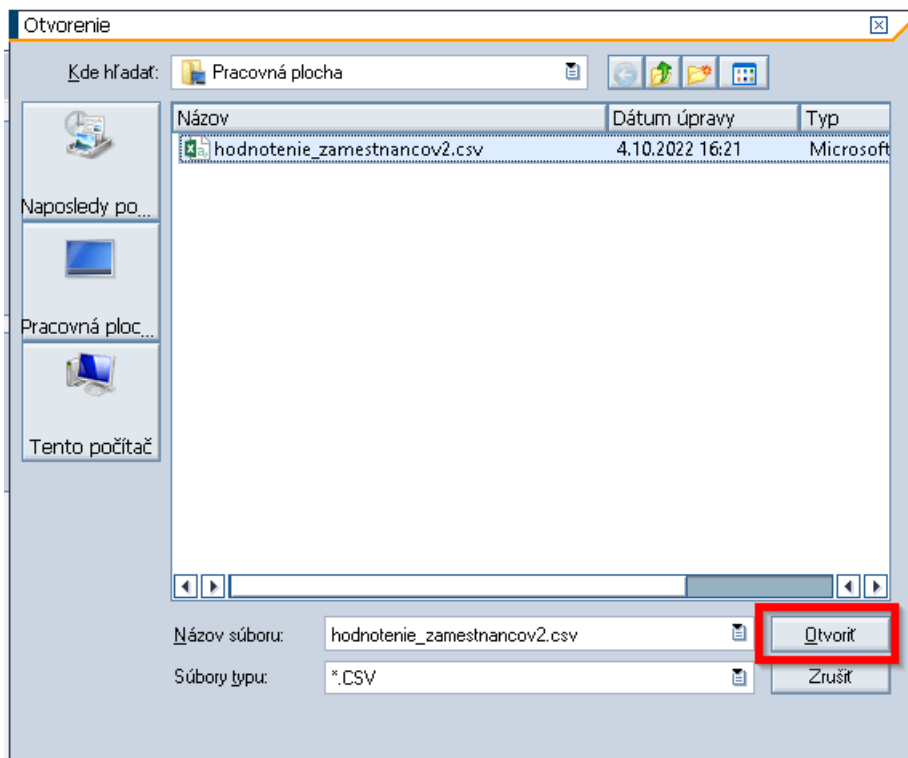 Otvorenie
Kde hľadať: Pracovná plocha
Názov Dátum úpravy Typ
hodnotenie_zamestnancov2.csv 4.10.2022 16:21 Microsoft
Naposledy po...
Pracovná ploc...
Tento počítač
Názov súboru: hodnotenie_zamestnancov2.csv Otvoriť
Súbory typu: *.CSV Zrušiť